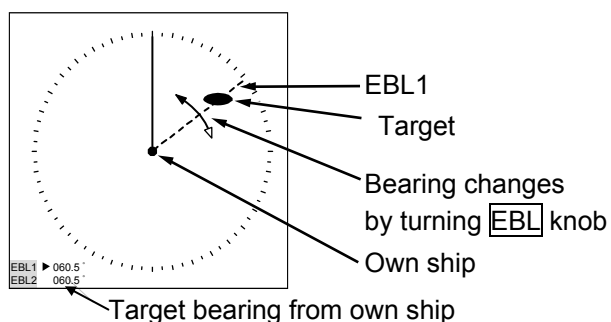 EBL1
Target
Bearing changes
by turning EBL knob
Own ship
EBL1 ▶ 060.5 °
EBL2 060.5 °
Target bearing from own ship